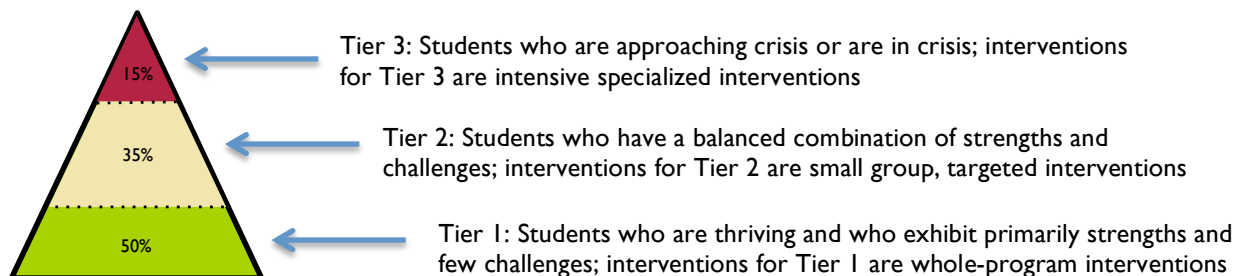 15%
Tier 3: Students who are approaching crisis or are in crisis; interventions
for Tier 3 are intensive specialized interventions
35%
Tier 2: Students who have a balanced combination of strengths and
challenges; interventions for Tier 2 are small group, targeted interventions
50%
Tier 1: Students who are thriving and who exhibit primarily strengths and
few challenges; interventions for Tier 1 are whole-program interventions